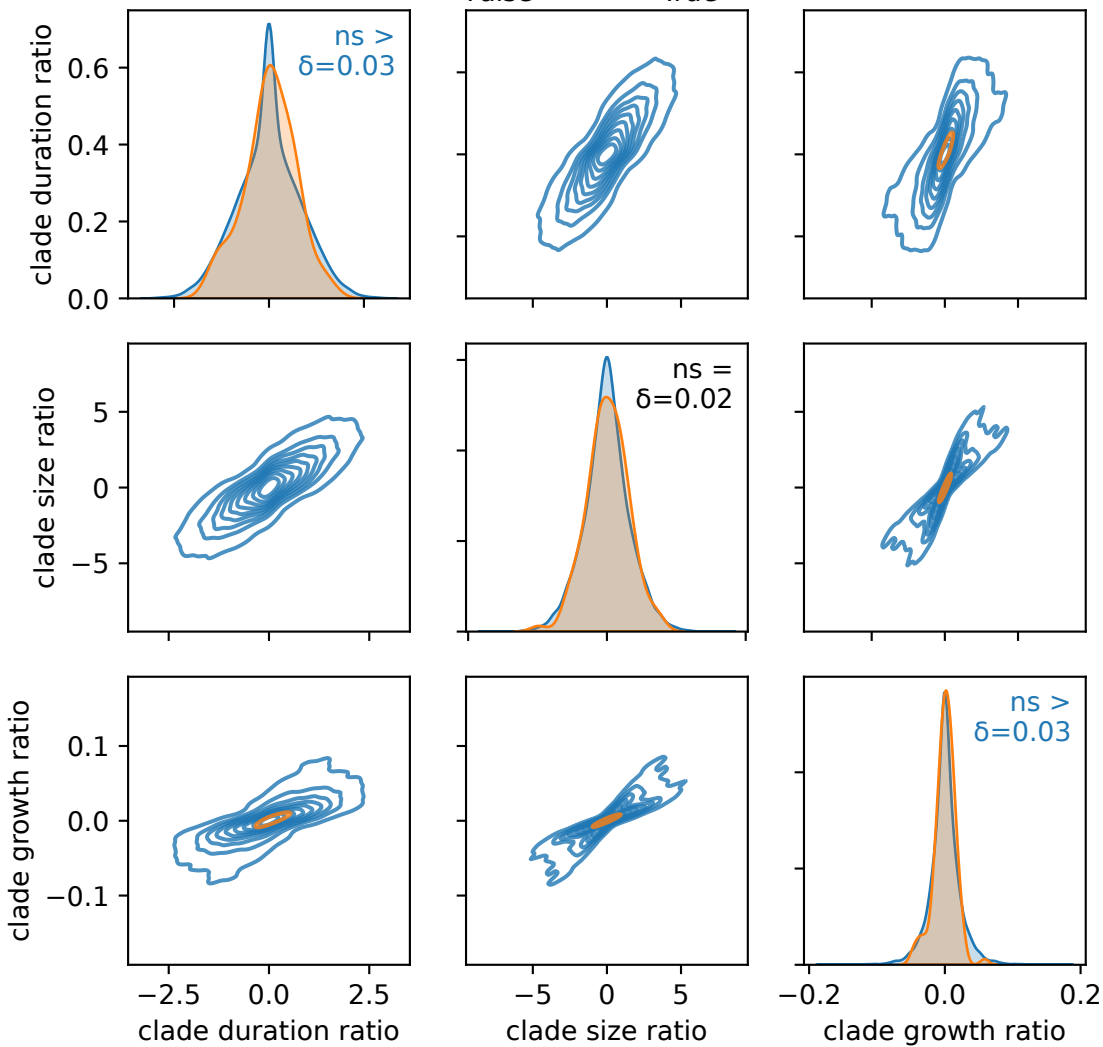 clade duration ratio
0.6
0.4
0.2
0.0
ns >
δ=0.03
clade size ratio
5
0
−5
ns =
δ=0.02
clade growth ratio
0.1
0.0
−0.1
ns >
δ=0.03
−2.5 0.0 2.5
−5 0 5
−0.2 0.0 0.2
clade duration ratio
clade size ratio
clade growth ratio